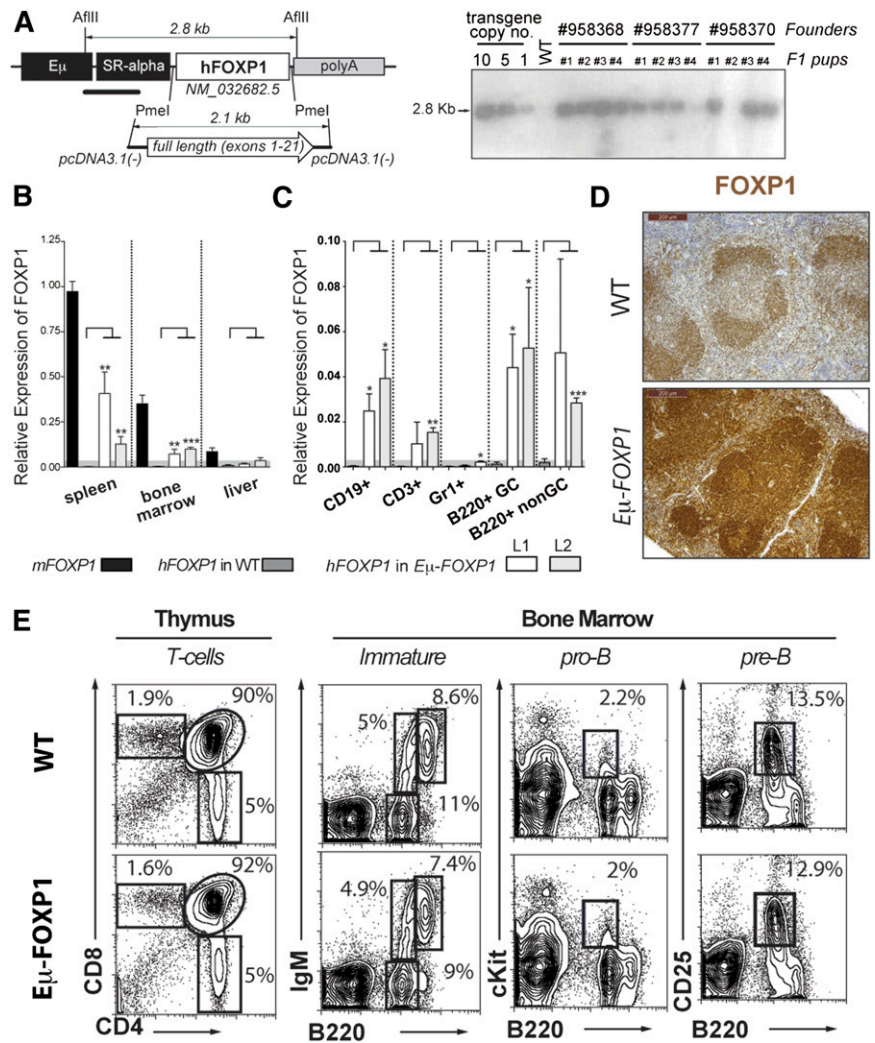 A
AflII
AflII
2.8 kb
Eμ
SR-alpha
hFOXP1
polyA
NM_032682.5
PmeI
PmeI
2.1 kb
full length (exons 1-21)
pcDNA3.1(-)
pcDNA3.1(-)
transgene
copy no.
WT
#958368
#958377
#958370
Founders
10 5 1
#1 #2 #3 #4
#1 #2 #3 #4
#1 #2 #3 #4
F1 pups
2.8 Kb
B
Relative Expression of FOXP1
1.25
1.00
0.75
0.50
0.25
0.00
**
**
**
***
spleen
bone
marrow
liver
C
Relative Expression of FOXP1
0.10
0.08
0.06
0.04
0.02
0.00
*
*
**
*
*
*
***
CD19+
CD3+
Gr1+
B220+ GC
B220+ nonGC
mFOXP1
hFOXP1 in WT
hFOXP1 in Eμ-FOXP1
L1
L2
D
FOXP1
200 μm
WT
200 μm
Eμ-FOXP1
E
Thymus
Bone Marrow
T-cells
Immature
pro-B
pre-B
WT
1.9%
90%
5%
5%
8.6%
11%
2.2%
13.5%
Eμ-FOXP1
1.6%
92%
5%
4.9%
7.4%
9%
2%
12.9%
CD8
CD4
IgM
B220
cKit
B220
CD25
B220